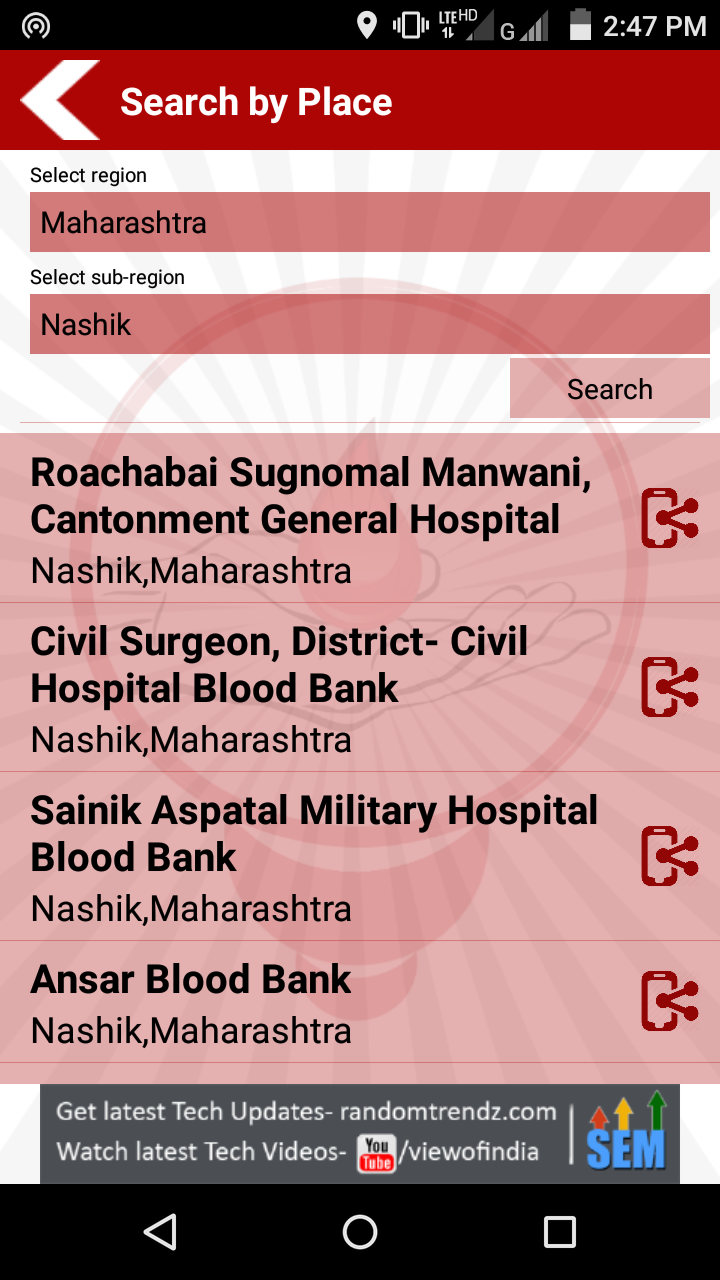 LTE HD G 2:47 PM
Search by Place
Select region
Maharashtra
Select sub-region
Nashik
Search
Roachabai Sugnomal Manwani,
Cantonment General Hospital
Nashik,Maharashtra
Civil Surgeon, District- Civil
Hospital Blood Bank
Nashik,Maharashtra
Sainik Aspatal Military Hospital
Blood Bank
Nashik,Maharashtra
Ansar Blood Bank
Nashik,Maharashtra
Get latest Tech Updates- randomtrendz.com
Watch latest Tech Videos- You Tube /viewofindia
SEM